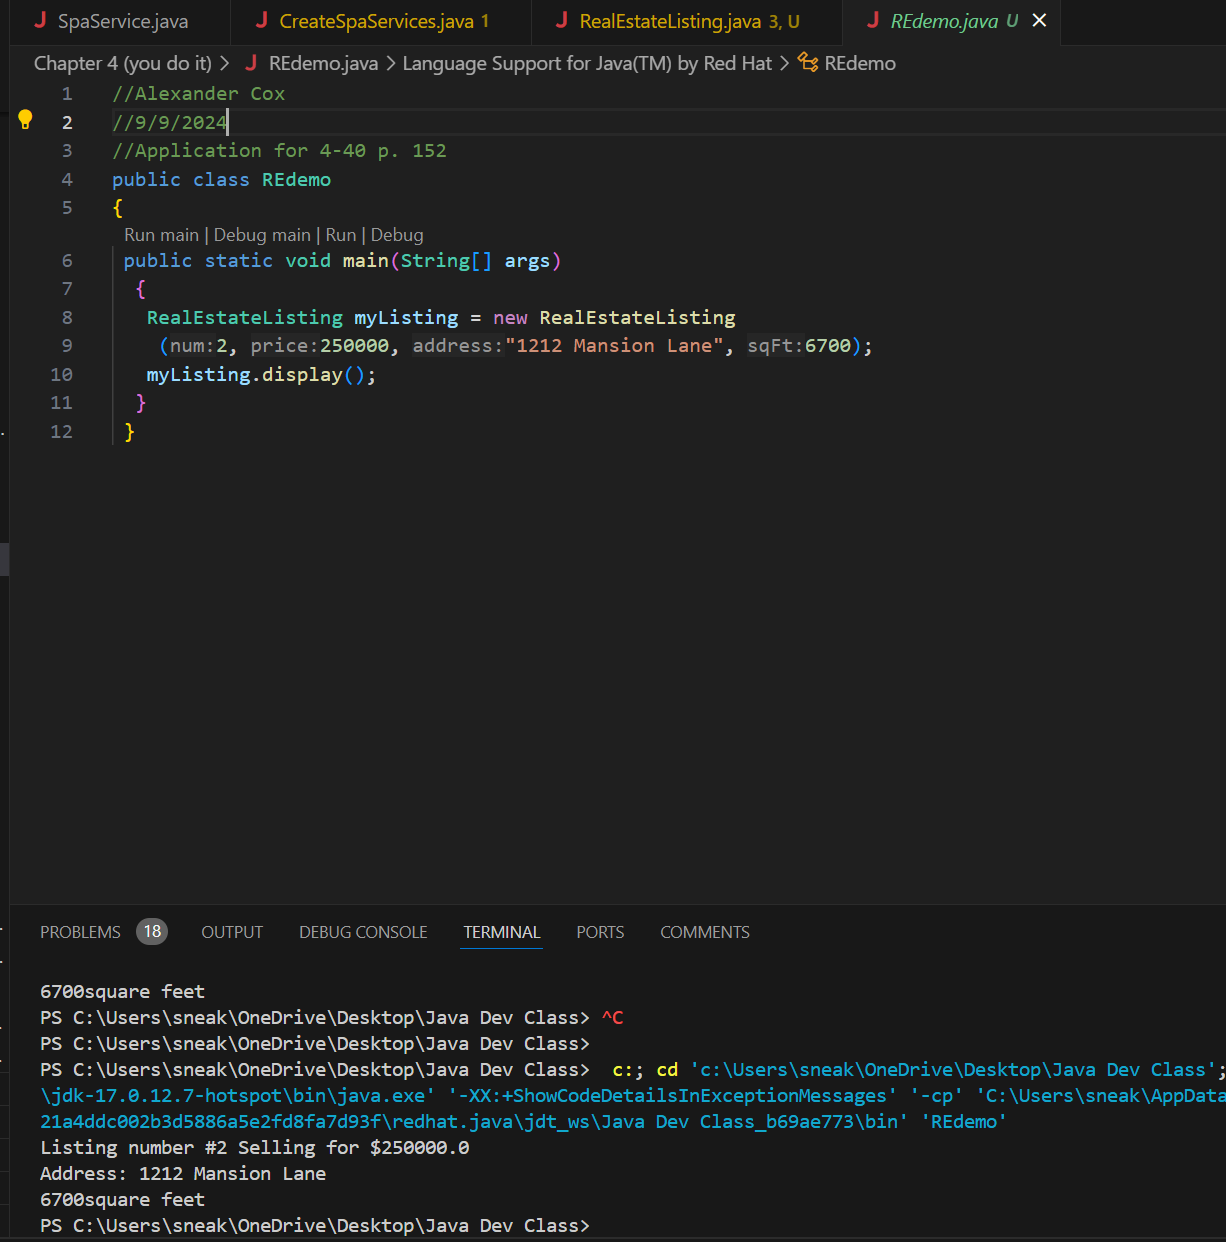 SpaService.java CreateSpaServices.java 1 RealEstateListing.java 3, U REdemo.java U
Chapter 4 (you do it) > REdemo.java > Language Support for Java(TM) by Red Hat > REdemo
1 //Alexander Cox
2 //9/9/2024
3 //Application for 4-40 p. 152
4 public class REdemo
5 {
Run main | Debug main | Run | Debug
6 public static void main(String[] args)
7 {
8 RealEstateListing myListing = new RealEstateListing
9 (num:2, price:250000, address:"1212 Mansion Lane", sqFt:6700);
10 myListing.display();
11 }
12 }
PROBLEMS 18 OUTPUT DEBUG CONSOLE TERMINAL PORTS COMMENTS
6700square feet
PS C:\Users\sneak\OneDrive\Desktop\Java Dev Class> ^C
PS C:\Users\sneak\OneDrive\Desktop\Java Dev Class>
PS C:\Users\sneak\OneDrive\Desktop\Java Dev Class> c:; cd 'c:\Users\sneak\OneDrive\Desktop\Java Dev Class';
\jdk-17.0.12.7-hotspot\bin\java.exe' '-XX:+ShowCodeDetailsInExceptionMessages' '-cp' 'C:\Users\sneak\AppData
21a4ddc002b3d5886a5e2fd8fa7d93f\redhat.java\jdt_ws\Java Dev Class_b69ae773\bin' 'REdemo'
Listing number #2 Selling for $250000.0
Address: 1212 Mansion Lane
6700square feet
PS C:\Users\sneak\OneDrive\Desktop\Java Dev Class>